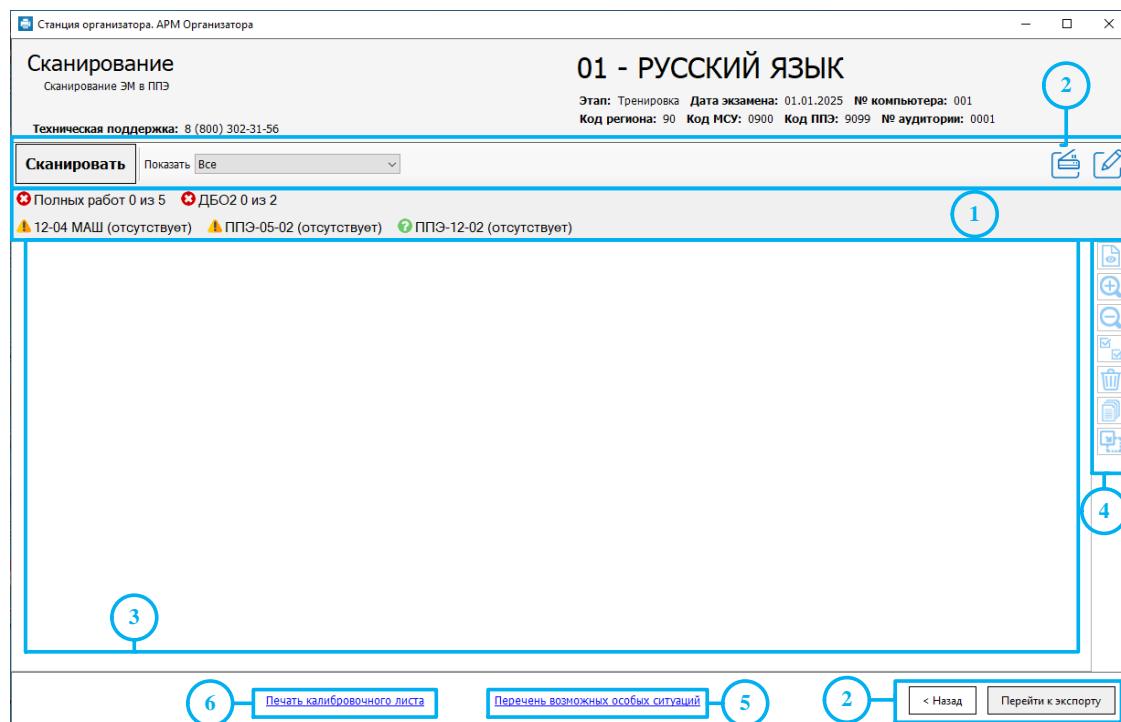 Станция организатора. АРМ Организатора
Сканирование
Сканирование ЭМ в ППЭ
Техническая поддержка: 8 (800) 302-31-56
01 - РУССКИЙ ЯЗЫК
Этап: Тренировка Дата экзамена: 01.01.2025 № компьютера: 001
Код региона: 90 Код МСУ: 0900 Код ППЭ: 9099 № аудитории: 0001
2
Сканировать Показать Все
Полных работ 0 из 5 ДБО2 0 из 2
12-04 МАШ (отсутствует) ППЭ-05-02 (отсутствует) ППЭ-12-02 (отсутствует)
1
4
3
6 Печать калибровочного листа Перечень возможных особых ситуаций 5 2 < Назад Перейти к экспорту